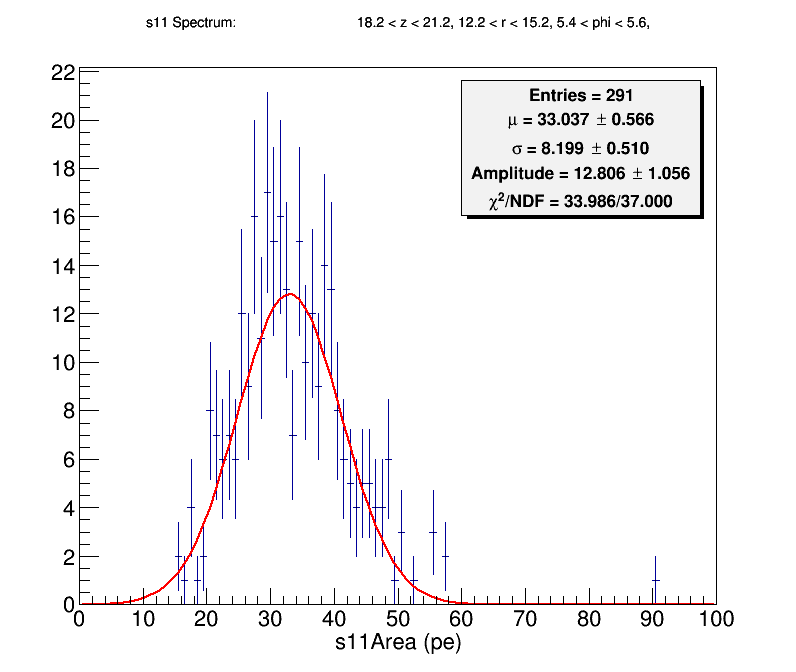 s11 Spectrum: 18.2 < z < 21.2, 12.2 < r < 15.2, 5.4 < phi < 5.6,
Entries = 291
μ = 33.037 ± 0.566
σ = 8.199 ± 0.510
Amplitude = 12.806 ± 1.056
χ²/NDF = 33.986/37.000
22
20
18
16
14
12
10
8
6
4
2
0
0 10 20 30 40 50 60 70 80 90 100
s11Area (pe)